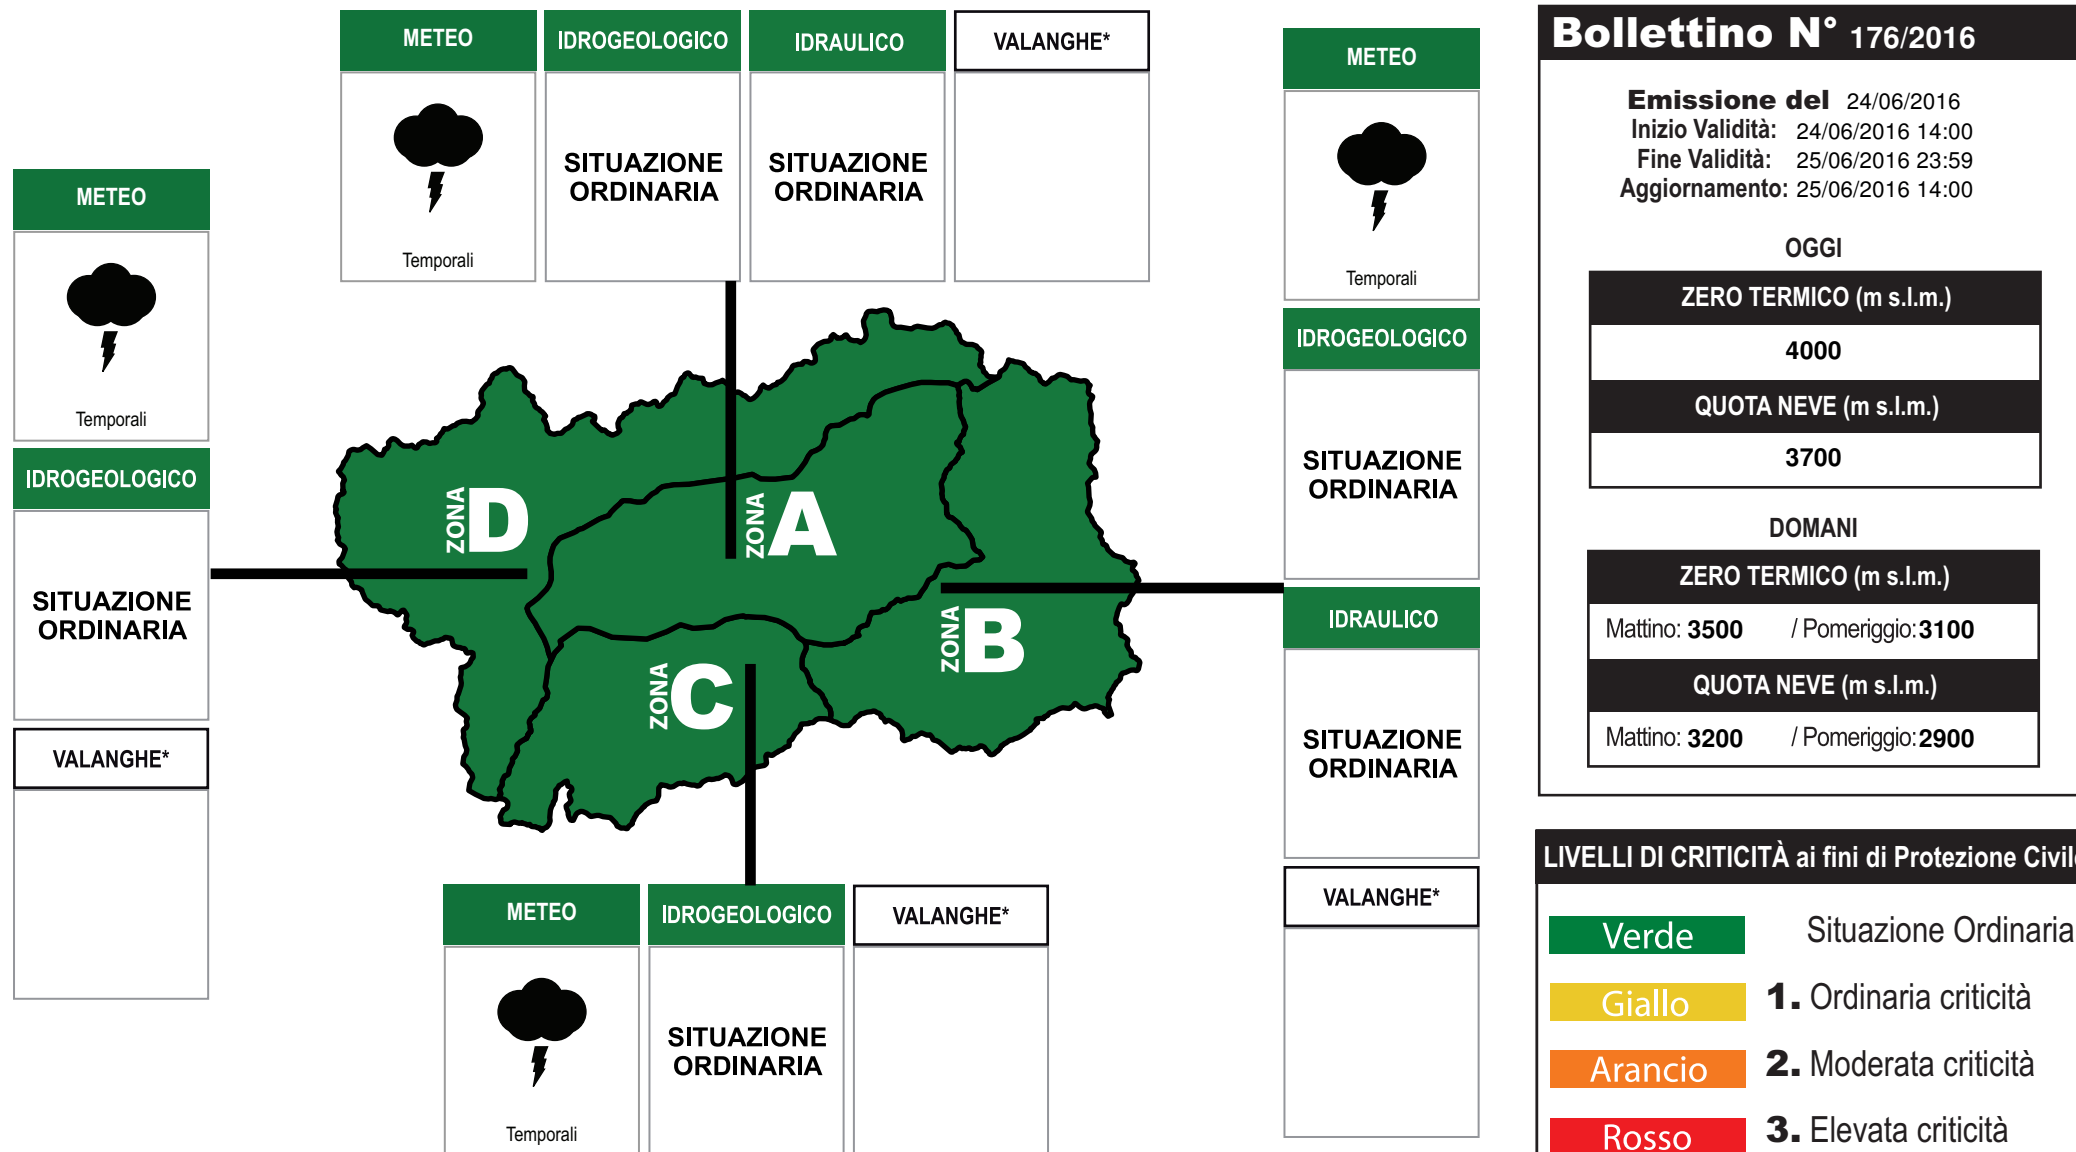 METEO
IDROGEOLOGICO
IDRAULICO
VALANGHE*
Temporali
SITUAZIONE
ORDINARIA
SITUAZIONE
ORDINARIA
METEO
Temporali
IDROGEOLOGICO
SITUAZIONE
ORDINARIA
VALANGHE*
METEO
Temporali
IDROGEOLOGICO
SITUAZIONE
ORDINARIA
IDRAULICO
SITUAZIONE
ORDINARIA
VALANGHE*
ZONA D
ZONA A
ZONA B
ZONA C
METEO
IDROGEOLOGICO
VALANGHE*
Temporali
SITUAZIONE
ORDINARIA
Bollettino N° 176/2016
Emissione del 24/06/2016
Inizio Validità: 24/06/2016 14:00
Fine Validità: 25/06/2016 23:59
Aggiornamento: 25/06/2016 14:00
OGGI
ZERO TERMICO (m s.l.m.)
4000
QUOTA NEVE (m s.l.m.)
3700
DOMANI
ZERO TERMICO (m s.l.m.)
Mattino: 3500 / Pomeriggio: 3100
QUOTA NEVE (m s.l.m.)
Mattino: 3200 / Pomeriggio: 2900
LIVELLI DI CRITICITÀ ai fini di Protezione Civile
Verde Situazione Ordinaria
Giallo 1. Ordinaria criticità
Arancio 2. Moderata criticità
Rosso 3. Elevata criticità